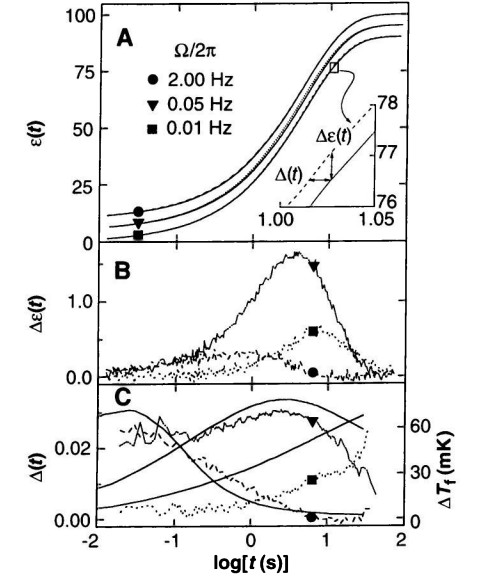 A
Ω/2π
● 2.00 Hz
▼ 0.05 Hz
■ 0.01 Hz
100
75
50
25
0
ε(t)
Δε(t)
Δ(t)
78
77
76
1.00 1.05
B
Δε(t)
1.0
0.0
C
Δ(t)
0.02
0.00
60
30
0
ΔTf (mK)
-2 -1 0 1 2
log[t (s)]